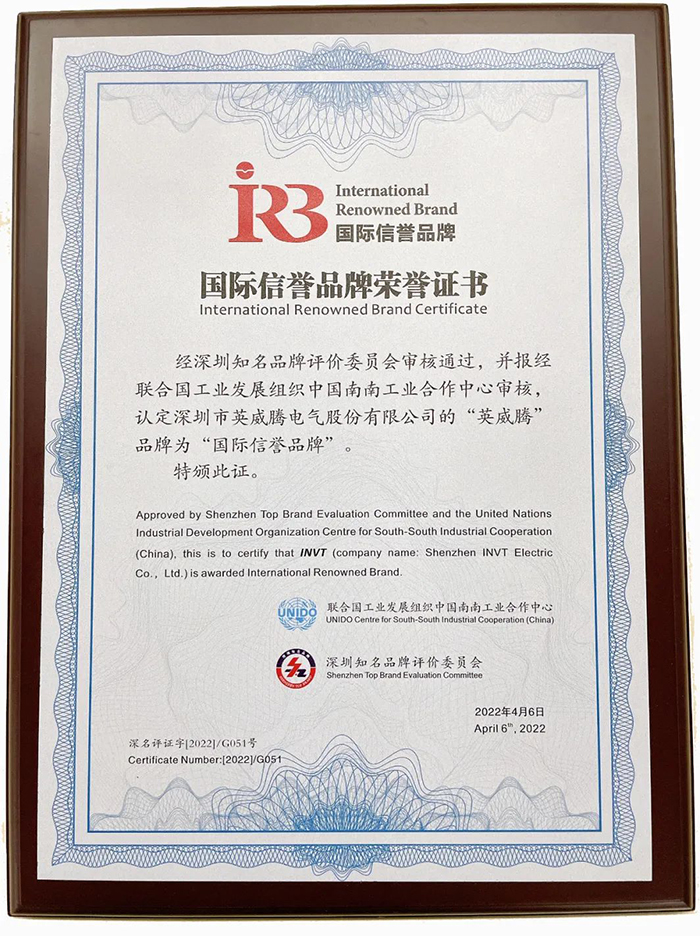 IRB
International
Renowned Brand
国际信誉品牌
国际信誉品牌荣誉证书
International Renowned Brand Certificate
经深圳知名品牌评价委员会审核通过，并报经
联合国工业发展组织中国南南工业合作中心审核，
认定深圳市英威腾电气股份有限公司的“英威腾”
品牌为“国际信誉品牌”。
特颁此证。
Approved by Shenzhen Top Brand Evaluation Committee and the United Nations
Industrial Development Organization Centre for South-South Industrial Cooperation
(China), this is to certify that INVT (company name: Shenzhen INVT Electric
Co., Ltd.) is awarded International Renowned Brand.
UNIDO
联合国工业发展组织中国南南工业合作中心
UNIDO Centre for South-South Industrial Cooperation (China)
深圳知名品牌评价委员会
Shenzhen Top Brand Evaluation Committee
2022年4月6日
April 6th, 2022
深名评证字[2022]/G051号
Certificate Number:[2022]/G051